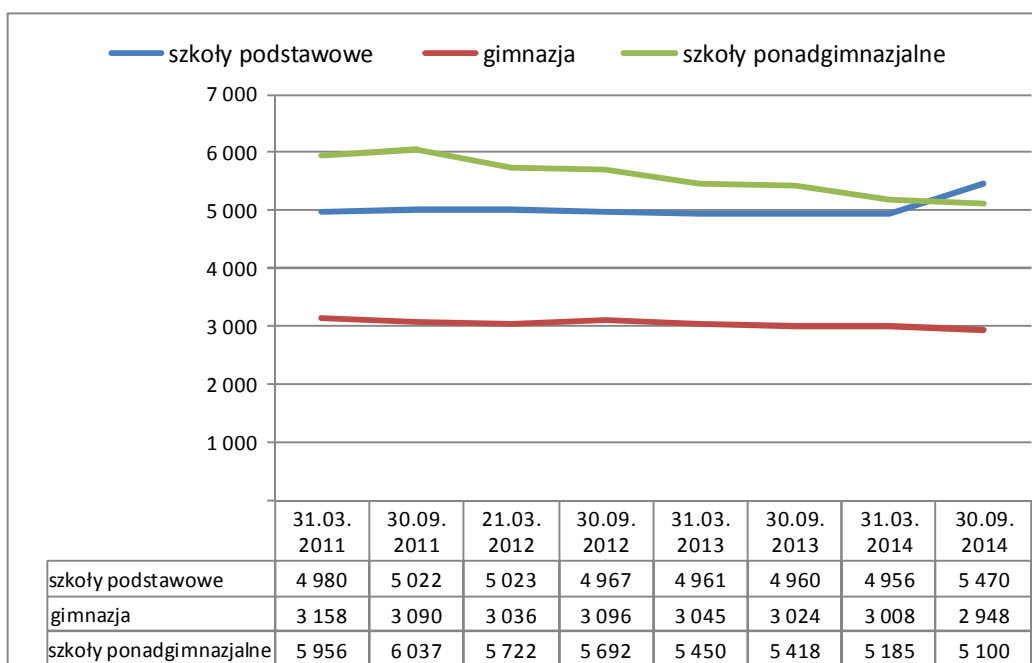 szkoły podstawowe gimnazja szkoły ponadgimnazjalne
7 000
6 000
5 000
4 000
3 000
2 000
1 000
31.03. 30.09. 21.03. 30.09. 31.03. 30.09. 31.03. 30.09.
2011 2011 2012 2012 2013 2013 2014 2014
szkoły podstawowe 4 980 5 022 5 023 4 967 4 961 4 960 4 956 5 470
gimnazja 3 158 3 090 3 036 3 096 3 045 3 024 3 008 2 948
szkoły ponadgimnazjalne 5 956 6 037 5 722 5 692 5 450 5 418 5 185 5 100